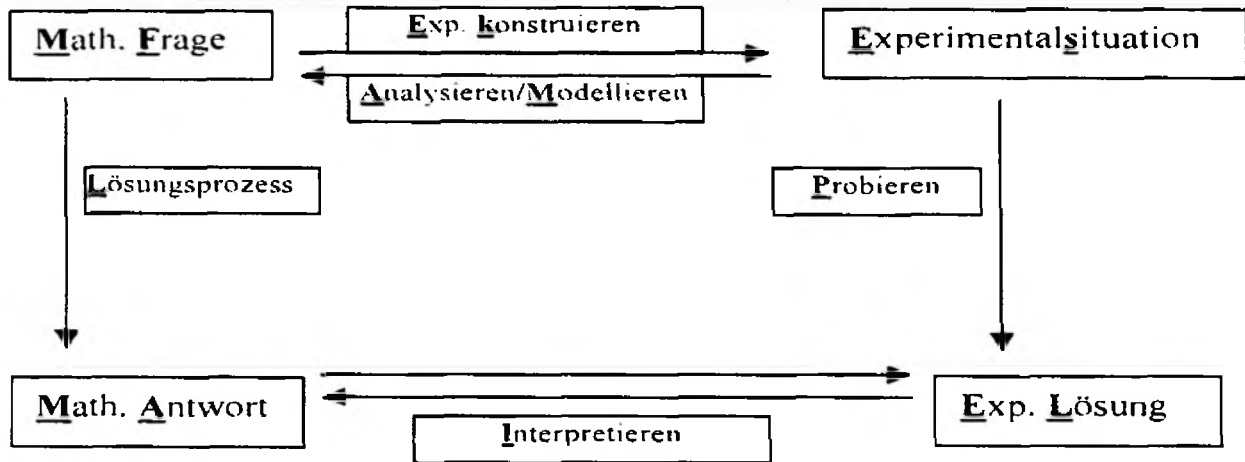 Math. Frage
Exp. konstruieren
Experimentalsituation
Analysieren/Modellieren
Lösungsprozess
Probieren
Math. Antwort
Exp. Lösung
Interpretieren